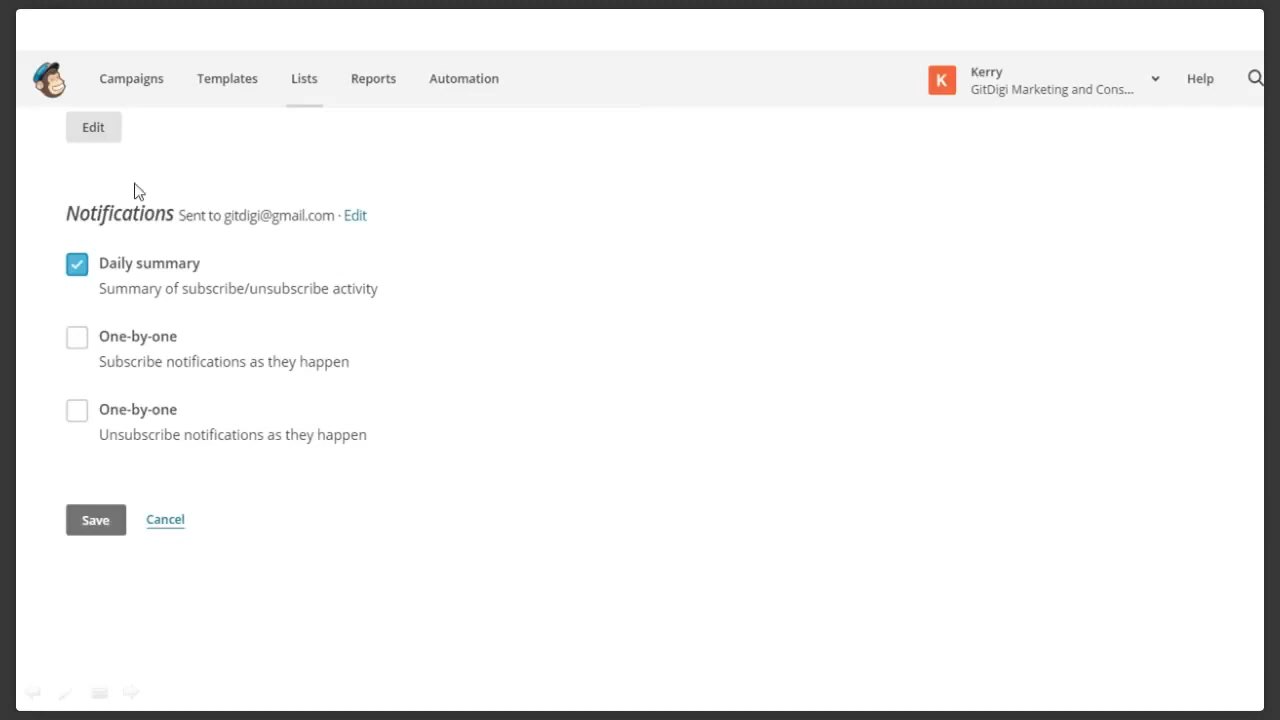 Campaigns Templates Lists Reports Automation
K
Kerry
GitDigi Marketing and Cons...
Help
Edit
Notifications Sent to gitdigi@gmail.com · Edit
Daily summary
Summary of subscribe/unsubscribe activity
One-by-one
Subscribe notifications as they happen
One-by-one
Unsubscribe notifications as they happen
Save Cancel